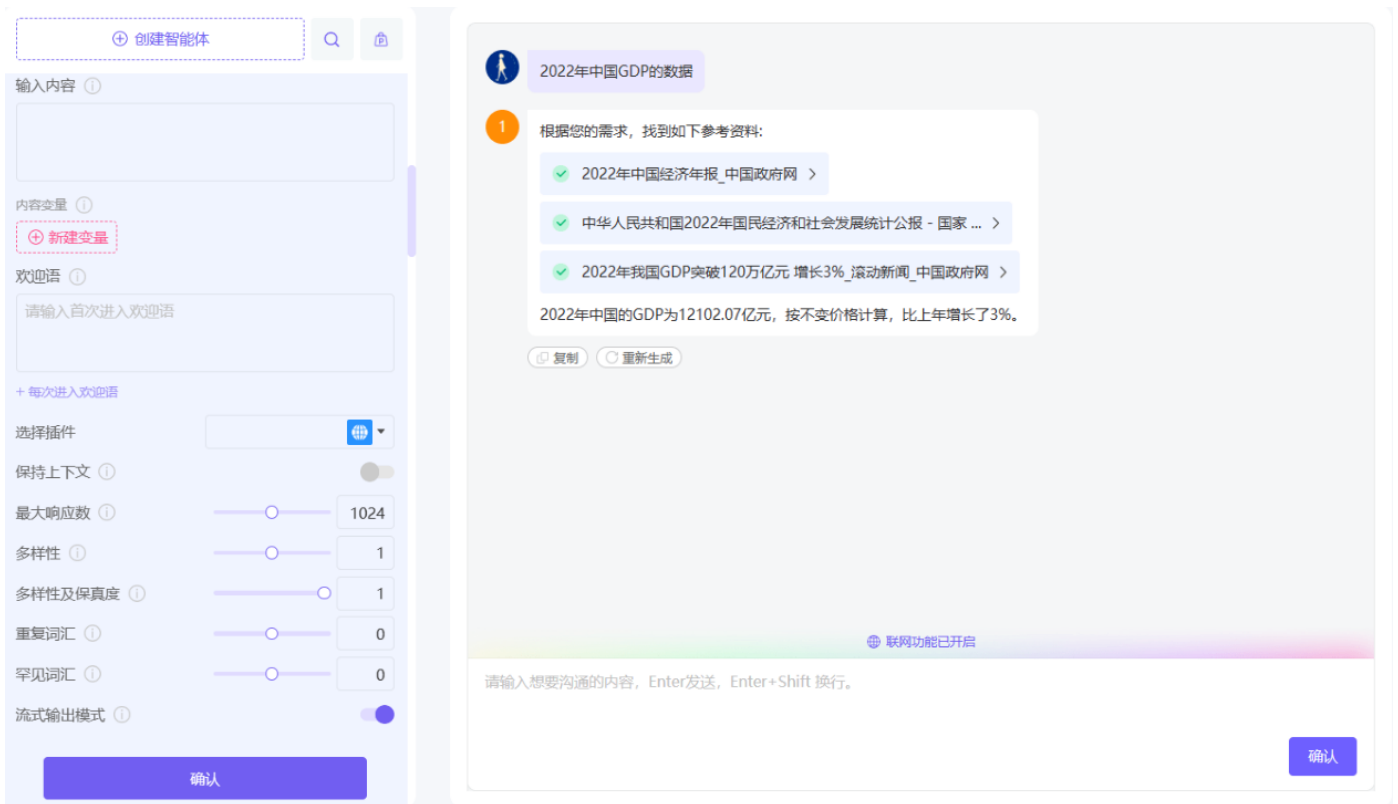 创建智能体
输入内容
内容变量
新建变量
欢迎语
请输入首次进入欢迎语
+ 每次进入欢迎语
选择插件
保持上下文
最大响应数 1024
多样性 1
多样性及保真度 1
重复词汇 0
罕见词汇 0
流式输出模式
确认
2022年中国GDP的数据
1
根据您的需求，找到如下参考资料:
2022年中国经济年报_中国政府网
中华人民共和国2022年国民经济和社会发展统计公报 - 国家 ...
2022年我国GDP突破120万亿元 增长3%_滚动新闻_中国政府网
2022年中国的GDP为12102.07亿元，按不变价格计算，比上年增长了3%。
复制 重新生成
联网功能已开启
请输入想要沟通的内容，Enter发送，Enter+Shift 换行。
确认